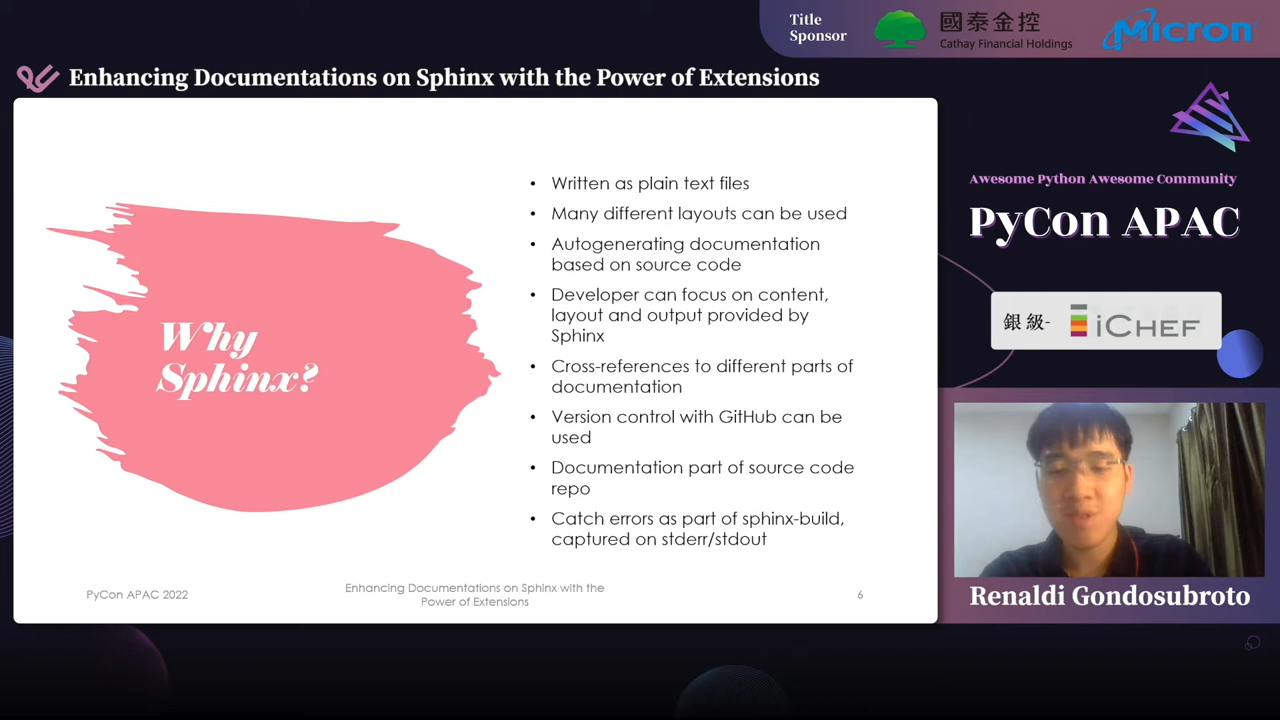 Title
Sponsor
國泰金控
Cathay Financial Holdings
Micron
Enhancing Documentations on Sphinx with the Power of Extensions
Why
Sphinx?
• Written as plain text files
• Many different layouts can be used
• Autogenerating documentation
based on source code
• Developer can focus on content,
layout and output provided by
Sphinx
• Cross-references to different parts of
documentation
• Version control with GitHub can be
used
• Documentation part of source code
repo
• Catch errors as part of sphinx-build,
captured on stderr/stdout
PyCon APAC 2022
Enhancing Documentations on Sphinx with the
Power of Extensions
6
Awesome Python Awesome Community
PyCon APAC
銀級- iCHEF
Renaldi Gondosubroto